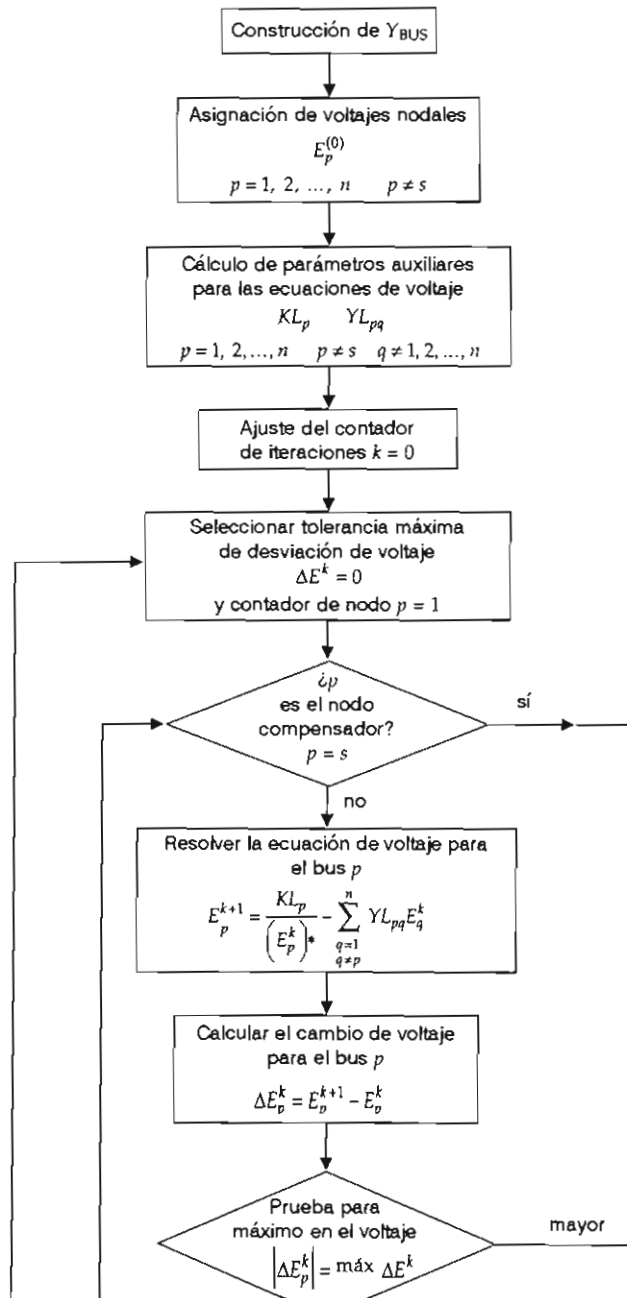 Construcción de Y_BUS
Asignación de voltajes nodales
E_p^(0)
p = 1, 2, ..., n p ≠ s
Cálculo de parámetros auxiliares
para las ecuaciones de voltaje
KL_p YL_pq
p = 1, 2, ..., n p ≠ s q ≠ 1, 2, ..., n
Ajuste del contador
de iteraciones k = 0
Seleccionar tolerancia máxima
de desviación de voltaje
ΔE^k = 0
y contador de nodo p = 1
¿p
es el nodo
compensador?
p = s
sí
no
Resolver la ecuación de voltaje para
el bus p
E_p^{k+1} = KL_p / (E_p^k)* − ∑_{q=1, q≠p}^{n} YL_pq E_q^k
Calcular el cambio de voltaje
para el bus p
ΔE_p^k = E_p^{k+1} − E_p^k
Prueba para
máximo en el voltaje
|ΔE_p^k| = máx ΔE^k
mayor